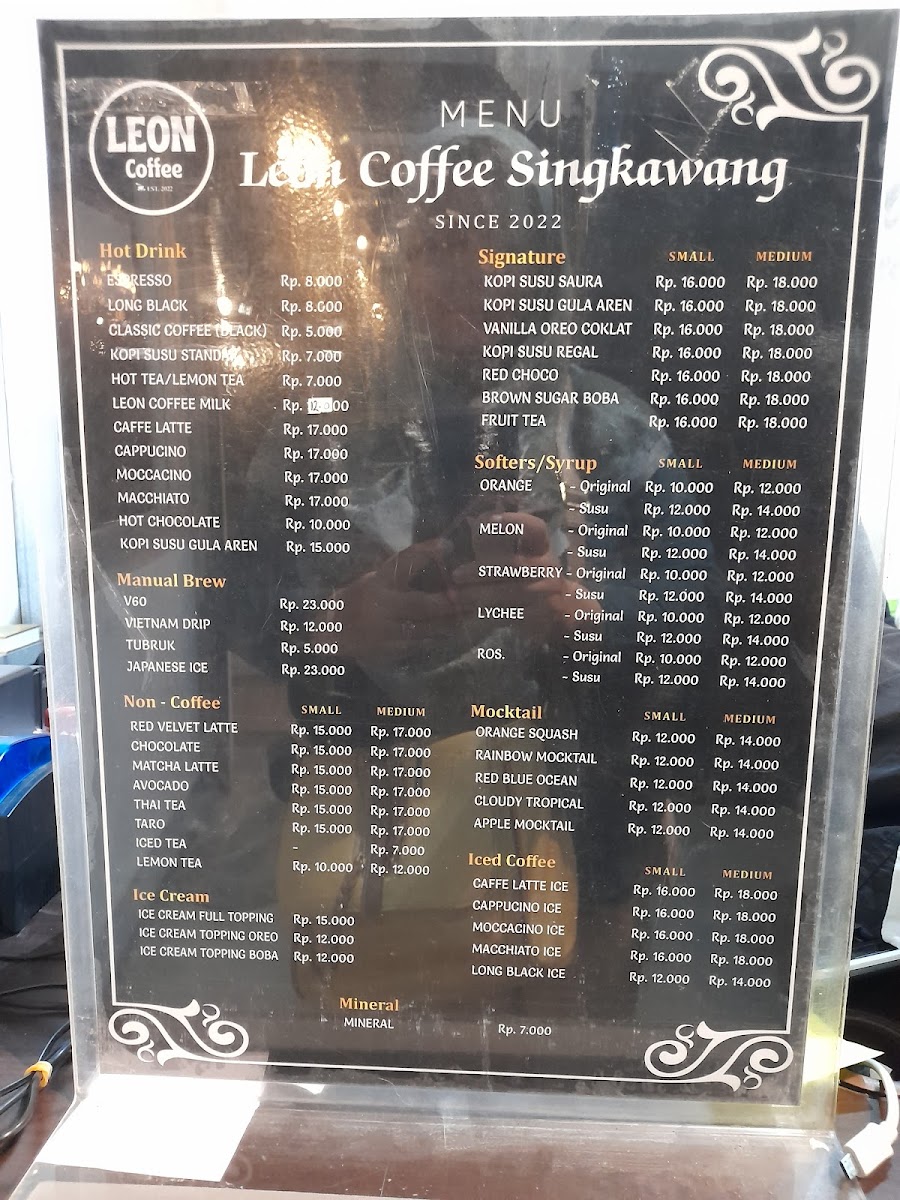 LEON
Coffee
EST. 2022
MENU
Leon Coffee Singkawang
SINCE 2022
Hot Drink
ESPRESSO Rp. 8.000
LONG BLACK Rp. 8.000
CLASSIC COFFEE (BLACK) Rp. 5.000
KOPI SUSU Rp. 7.000
HOT TEA/LEMON TEA Rp. 7.000
LEON COFFEE MILK Rp. 12.000
CAFFE LATTE Rp. 17.000
CAPPUCINO Rp. 17.000
MOCCACINO Rp. 17.000
MACCHIATO Rp. 17.000
HOT CHOCOLATE Rp. 10.000
KOPI SUSU GULA AREN Rp. 15.000
Manual Brew
V60 Rp. 23.000
VIETNAM DRIP Rp. 12.000
TUBRUK Rp. 5.000
JAPANESE ICE Rp. 23.000
Non - Coffee SMALL MEDIUM
RED VELVET LATTE Rp. 15.000 Rp. 17.000
CHOCOLATE Rp. 15.000 Rp. 17.000
MATCHA LATTE Rp. 15.000 Rp. 17.000
AVOCADO Rp. 15.000 Rp. 17.000
THAI TEA Rp. 15.000 Rp. 17.000
TARO Rp. 15.000 Rp. 17.000
ICED TEA - Rp. 7.000
LEMON TEA Rp. 10.000 Rp. 12.000
Ice Cream
ICE CREAM FULL TOPPING Rp. 15.000
ICE CREAM TOPPING OREO Rp. 12.000
ICE CREAM TOPPING BOBA Rp. 12.000
Signature SMALL MEDIUM
KOPI SUSU SAURA Rp. 16.000 Rp. 18.000
KOPI SUSU GULA AREN Rp. 16.000 Rp. 18.000
VANILLA OREO COKLAT Rp. 16.000 Rp. 18.000
KOPI SUSU REGAL Rp. 16.000 Rp. 18.000
RED CHOCO Rp. 16.000 Rp. 18.000
BROWN SUGAR BOBA Rp. 16.000 Rp. 18.000
FRUIT TEA Rp. 16.000 Rp. 18.000
Softers/Syrup SMALL MEDIUM
ORANGE - Original Rp. 10.000 Rp. 12.000
- Susu Rp. 12.000 Rp. 14.000
MELON - Original Rp. 10.000 Rp. 12.000
- Susu Rp. 12.000 Rp. 14.000
STRAWBERRY - Original Rp. 10.000 Rp. 12.000
- Susu Rp. 12.000 Rp. 14.000
LYCHEE - Original Rp. 10.000 Rp. 12.000
- Susu Rp. 12.000 Rp. 14.000
ROS. - Original Rp. 10.000 Rp. 12.000
- Susu Rp. 12.000 Rp. 14.000
Mocktail SMALL MEDIUM
ORANGE SQUASH Rp. 12.000 Rp. 14.000
RAINBOW MOCKTAIL Rp. 12.000 Rp. 14.000
RED BLUE OCEAN Rp. 12.000 Rp. 14.000
CLOUDY TROPICAL Rp. 12.000 Rp. 14.000
APPLE MOCKTAIL Rp. 12.000 Rp. 14.000
Iced Coffee SMALL MEDIUM
CAFFE LATTE ICE Rp. 16.000 Rp. 18.000
CAPPUCINO ICE Rp. 16.000 Rp. 18.000
MOCCACINO ICE Rp. 16.000 Rp. 18.000
MACCHIATO ICE Rp. 16.000 Rp. 18.000
LONG BLACK ICE Rp. 12.000 Rp. 14.000
Mineral
MINERAL Rp. 7.000